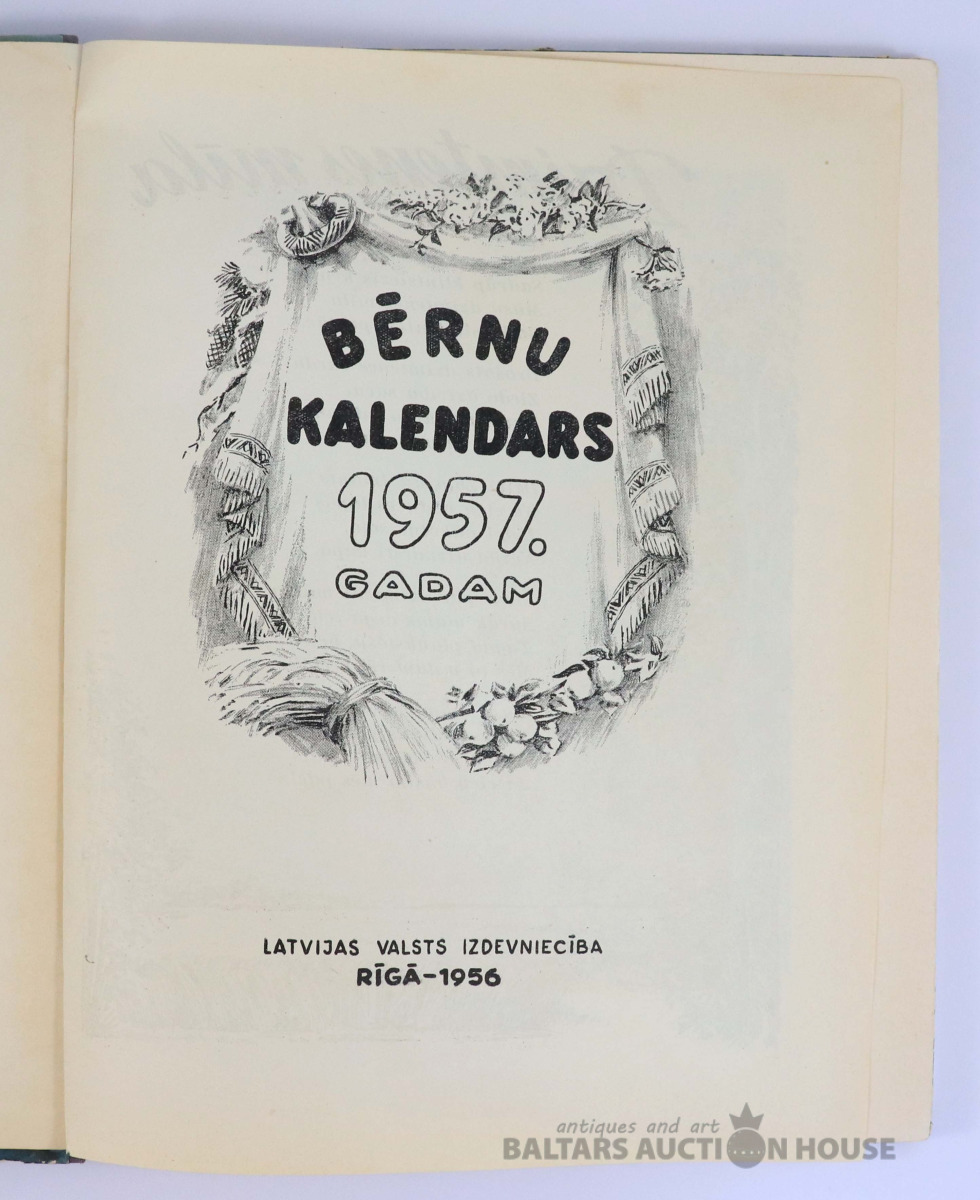 BĒRNU
KALENDARS
1957.
GADAM
LATVIJAS VALSTS IZDEVNIECĪBA
RĪGĀ-1956
antiques and art
BALTARS AUCTION HOUSE